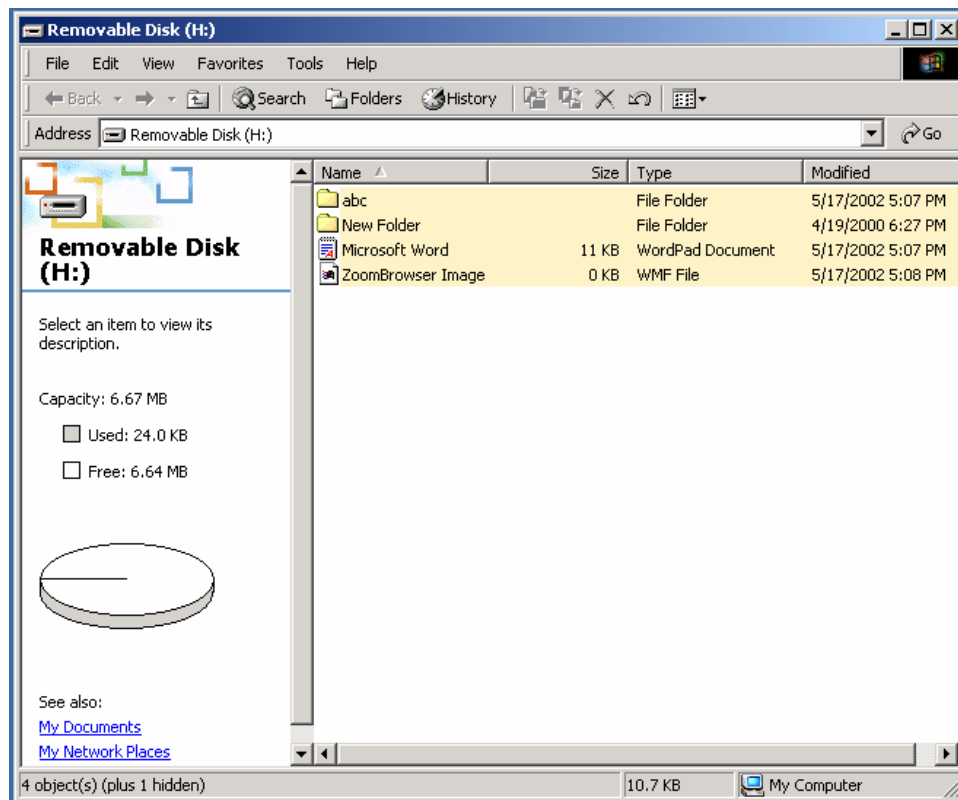 Removable Disk (H:)
File Edit View Favorites Tools Help
Back Search Folders History
Address Removable Disk (H:) Go
Removable Disk
(H:)
Select an item to view its
description.
Capacity: 6.67 MB
Used: 24.0 KB
Free: 6.64 MB
See also:
My Documents
My Network Places
Name Size Type Modified
abc File Folder 5/17/2002 5:07 PM
New Folder File Folder 4/19/2000 6:27 PM
Microsoft Word 11 KB WordPad Document 5/17/2002 5:07 PM
ZoomBrowser Image 0 KB WMF File 5/17/2002 5:08 PM
4 object(s) (plus 1 hidden) 10.7 KB My Computer